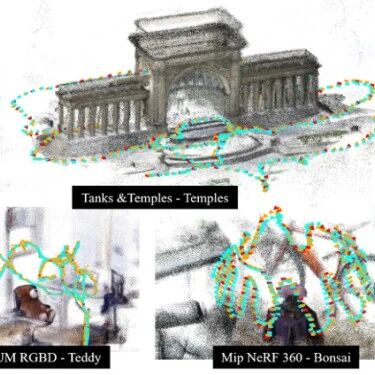 Tanks &Temples - Temples
UM RGBD - Teddy
Mip NeRF 360 - Bonsai